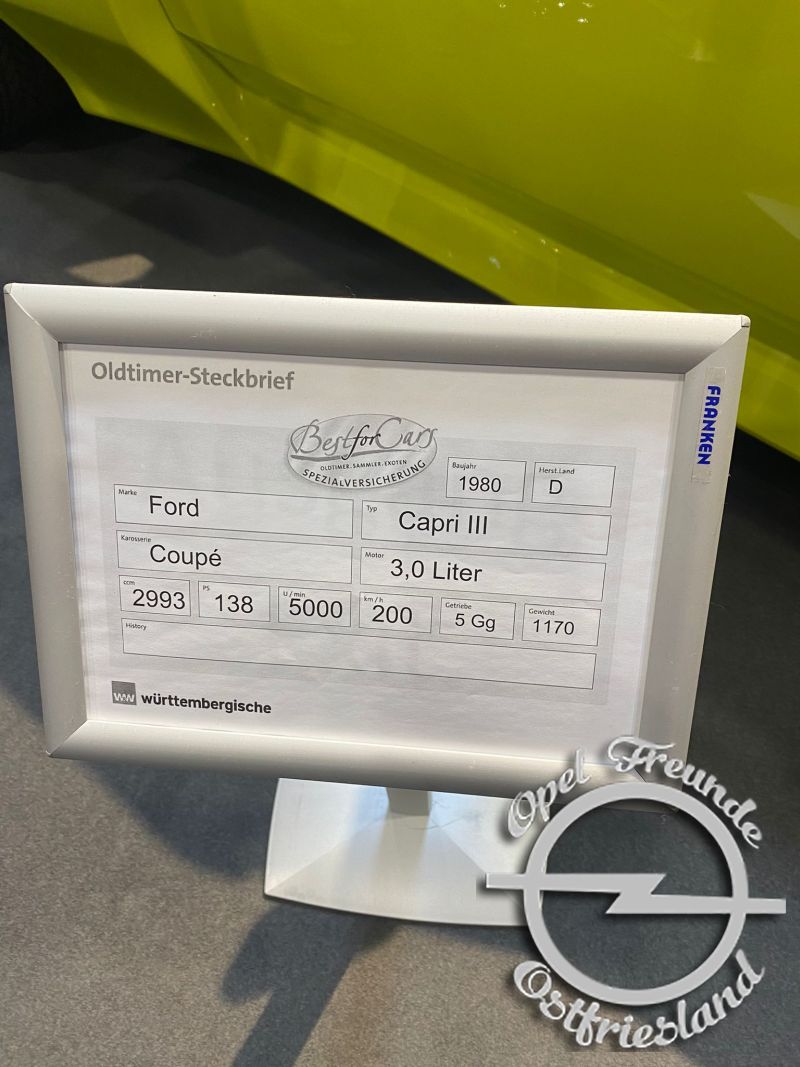 Oldtimer-Steckbrief
FRANKEN
Best for Cars
OLDTIMER.SAMMLER.EXOTEN
SPEZIALVERSICHERUNG
Baujahr
1980
Herst.Land
D
Marke
Ford
Typ
Capri III
Karosserie
Coupé
Motor
3,0 Liter
ccm
2993
PS
138
U/min
5000
km/h
200
Getriebe
5 Gg
Gewicht
1170
History
ww württembergische
Opel Freunde
Ostfriesland